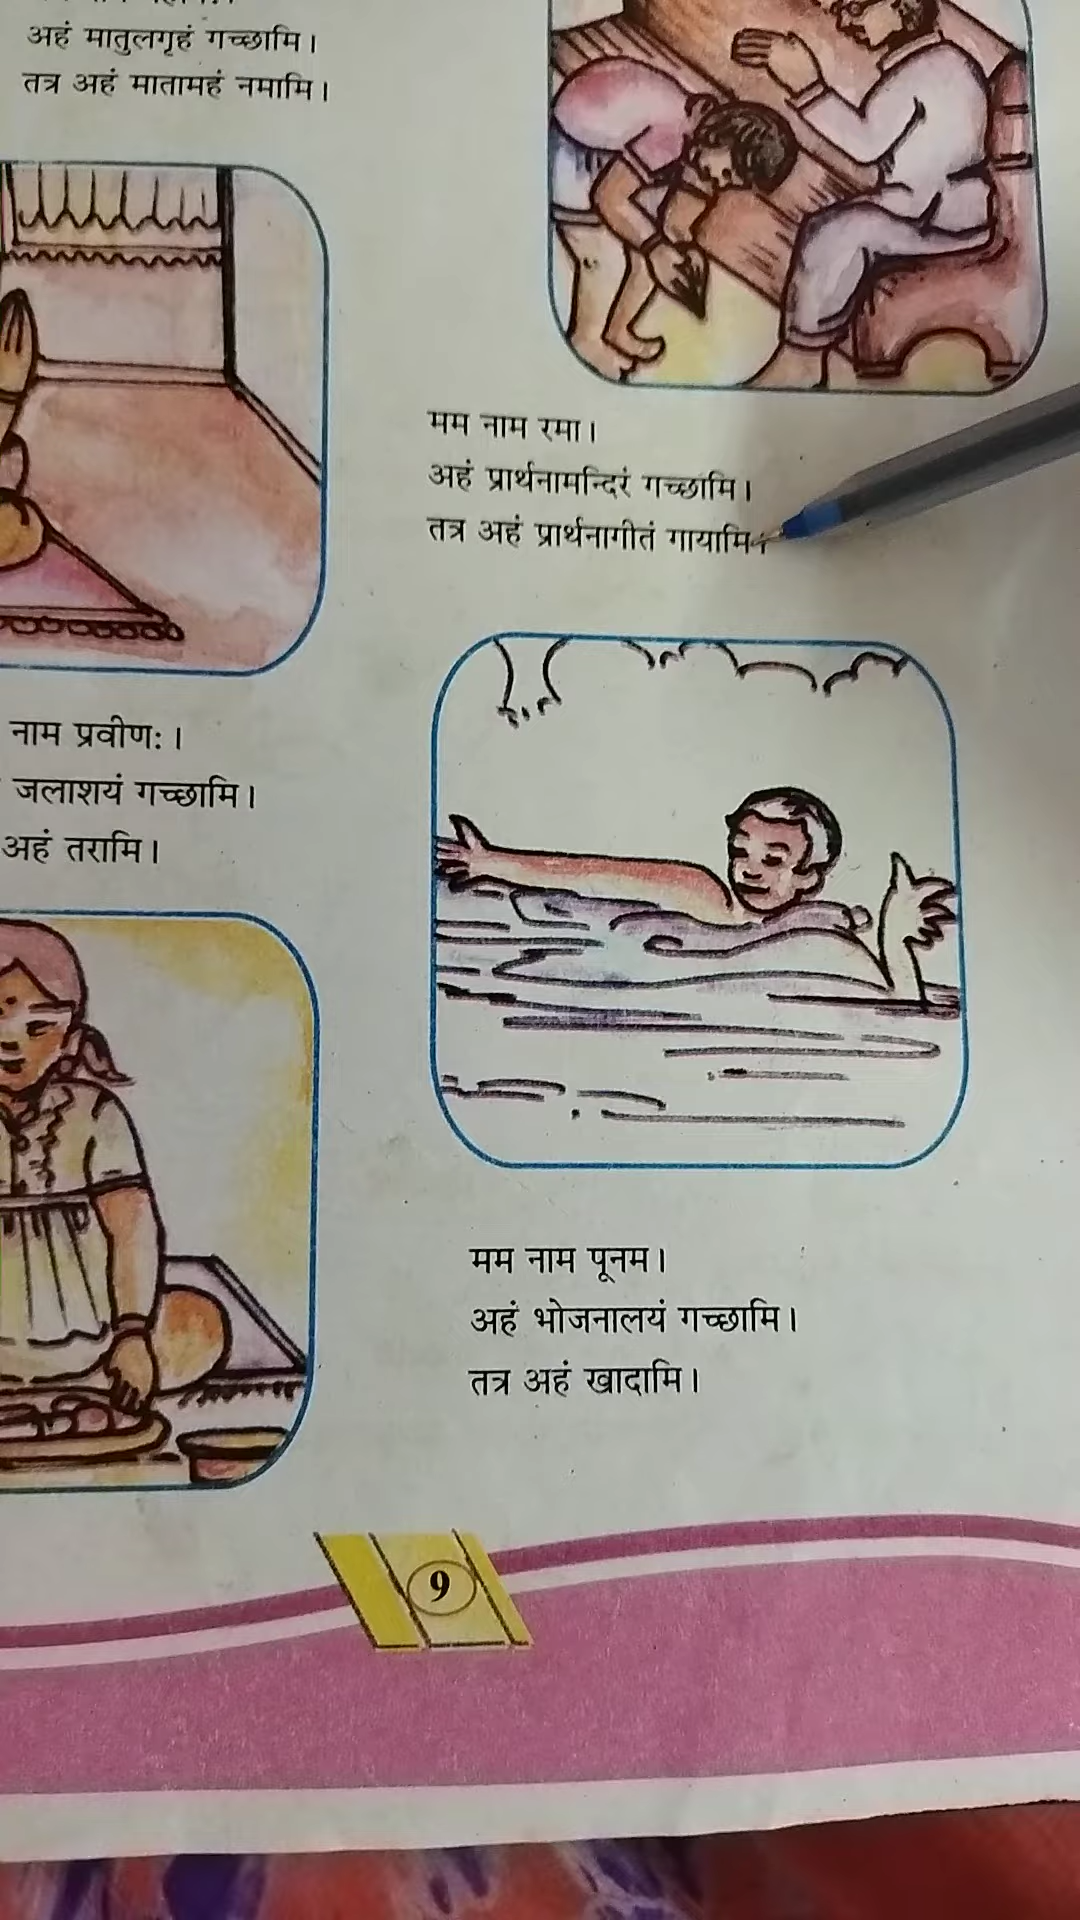 अहं मातुलगृहं गच्छामि।
तत्र अहं मातामहं नमामि।
मम नाम रमा।
अहं प्रार्थनामन्दिरं गच्छामि।
तत्र अहं प्रार्थनागीतं गायामि।
नाम प्रवीणः।
जलाशयं गच्छामि।
अहं तरामि।
मम नाम पूनम।
अहं भोजनालयं गच्छामि।
तत्र अहं खादामि।
9